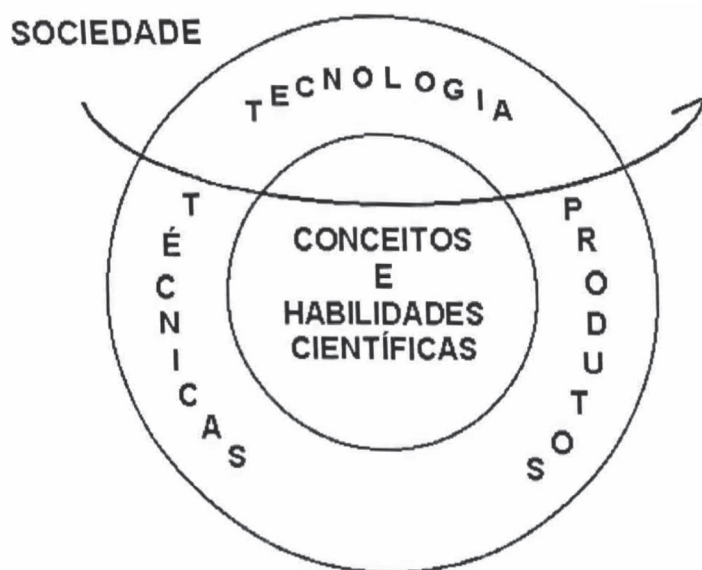 SOCIEDADE
TECNOLOGIA
TÉCNICAS
PRODUTOS
CONCEITOS
E
HABILIDADES
CIENTÍFICAS